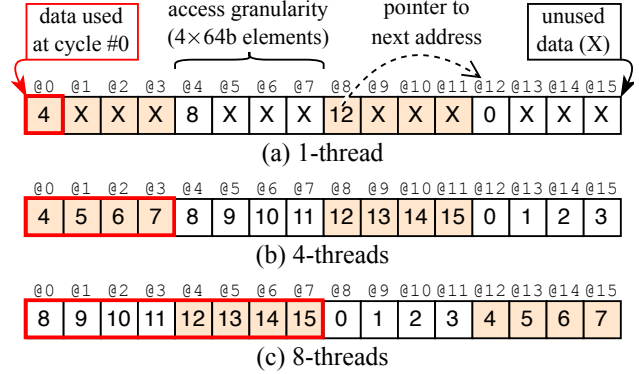 data used
at cycle #0
access granularity
(4×64b elements)
pointer to
next address
unused
data (X)
@0 @1 @2 @3 @4 @5 @6 @7 @8 @9 @10 @11 @12 @13 @14 @15
4 X X X 8 X X X 12 X X X 0 X X X
(a) 1-thread
@0 @1 @2 @3 @4 @5 @6 @7 @8 @9 @10 @11 @12 @13 @14 @15
4 5 6 7 8 9 10 11 12 13 14 15 0 1 2 3
(b) 4-threads
@0 @1 @2 @3 @4 @5 @6 @7 @8 @9 @10 @11 @12 @13 @14 @15
8 9 10 11 12 13 14 15 0 1 2 3 4 5 6 7
(c) 8-threads